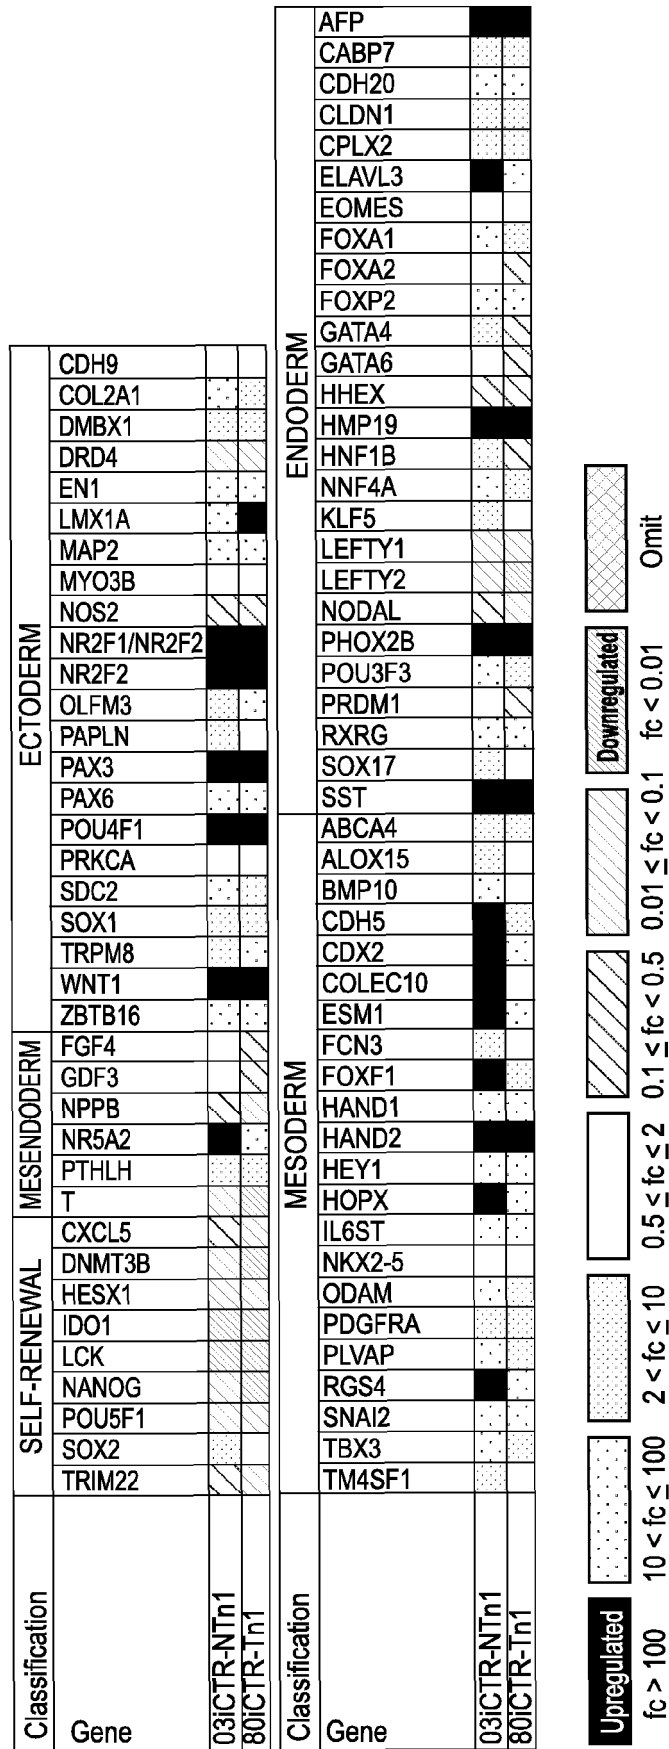 Classification
SELF-RENEWAL
MESENDODERM
ECTODERM
Gene
TRIM22
SOX2
POU5F1
NANOG
LCK
IDO1
HESX1
DNMT3B
CXCL5
T
PTHLH
NR5A2
NPPB
GDF3
FGF4
ZBTB16
WNT1
TRPM8
SOX1
SDC2
PRKCA
POU4F1
PAX6
PAX3
PAPLN
OLFM3
NR2F2
NR2F1/NR2F2
NOS2
MYO3B
MAP2
LMX1A
EN1
DRD4
DMBX1
COL2A1
CDH9
03iCTR-NTn1
80iCTR-Tn1
Classification
MESODERM
ENDODERM
Gene
TM4SF1
TBX3
SNAI2
RGS4
PLVAP
PDGFRA
ODAM
NKX2-5
IL6ST
HOPX
HEY1
HAND2
HAND1
FOXF1
FCN3
ESM1
COLEC10
CDX2
CDH5
BMP10
ALOX15
ABCA4
SST
SOX17
RXRG
PRDM1
POU3F3
PHOX2B
NODAL
LEFTY2
LEFTY1
KLF5
NNF4A
HNF1B
HMP19
HHEX
GATA6
GATA4
FOXP2
FOXA2
FOXA1
EOMES
ELAVL3
CPLX2
CLDN1
CDH20
CABP7
AFP
03iCTR-NTn1
80iCTR-Tn1
Upregulated
fc > 100
10 < fc ≤ 100
2 < fc ≤ 10
0.5 ≤ fc ≤ 2
0.1 ≤ fc < 0.5
0.01 ≤ fc < 0.1
Downregulated
fc < 0.01
Omit